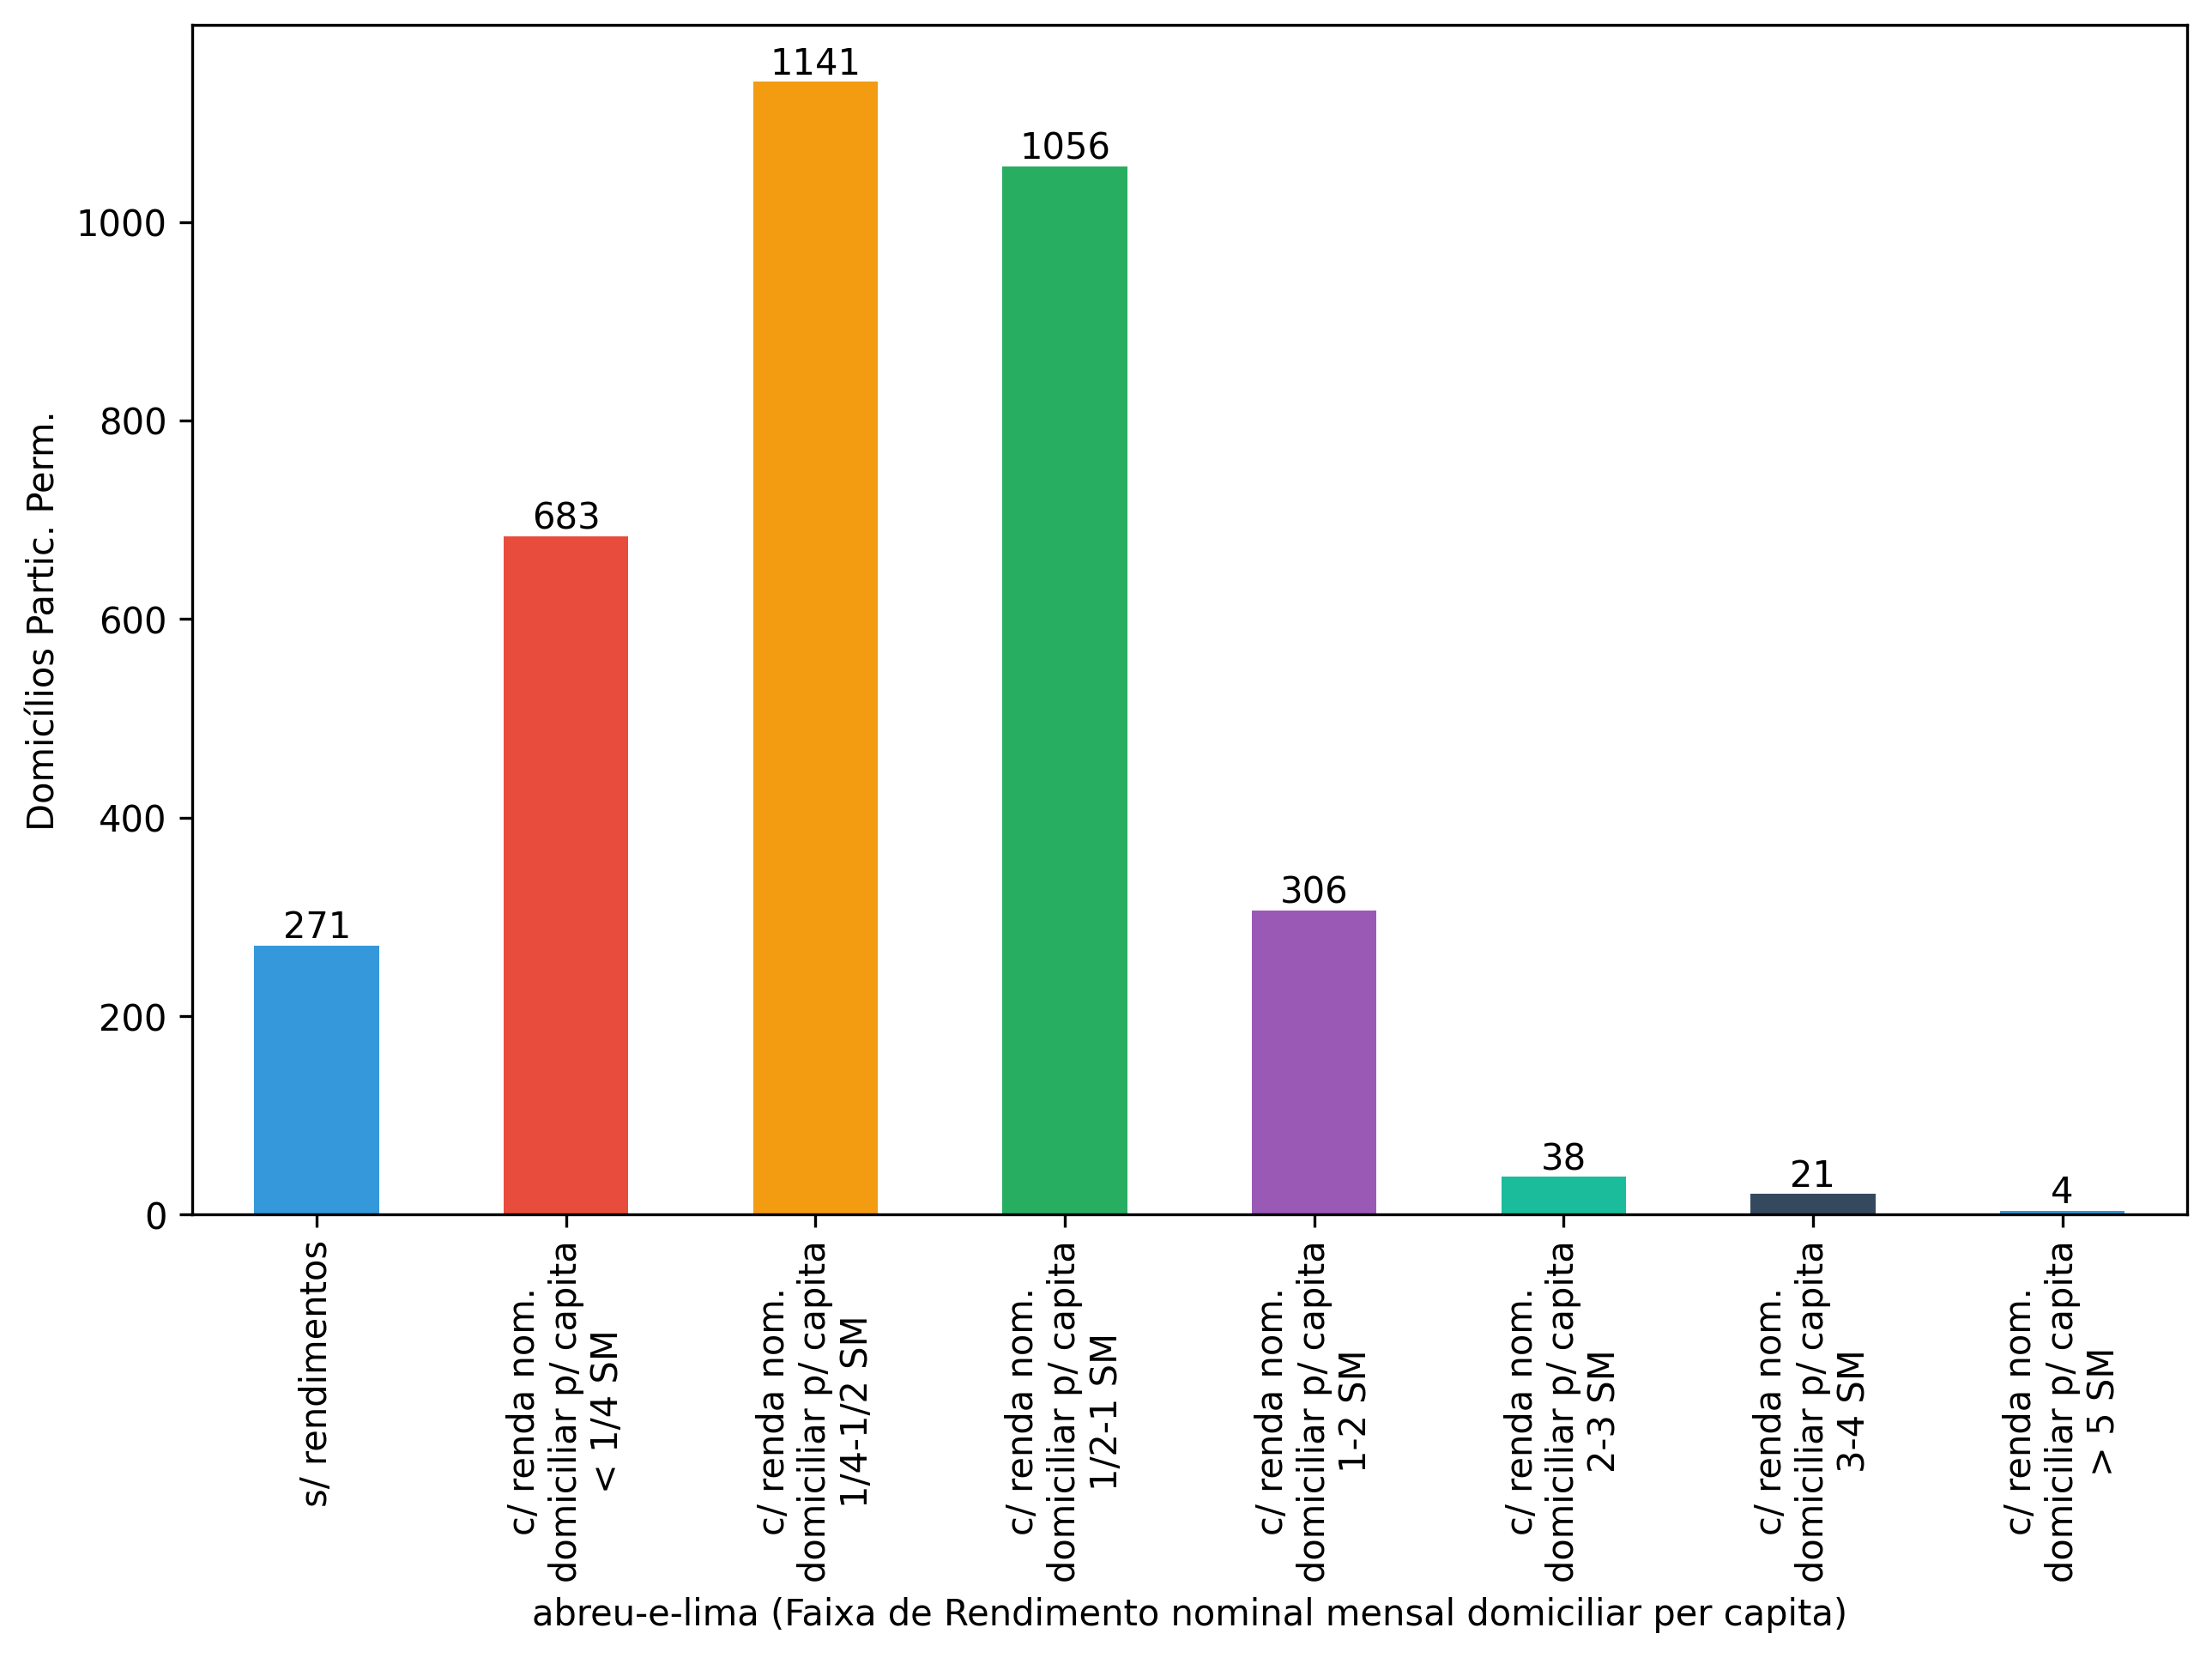 1141
1056
683
306
271
38
21
4
1000
800
600
400
200
0
Domicílios Partic. Perm.
s/ rendimentos
c/ renda nom.
domiciliar p/ capita
< 1/4 SM
c/ renda nom.
domiciliar p/ capita
1/4-1/2 SM
c/ renda nom.
domiciliar p/ capita
1/2-1 SM
c/ renda nom.
domiciliar p/ capita
1-2 SM
c/ renda nom.
domiciliar p/ capita
2-3 SM
c/ renda nom.
domiciliar p/ capita
3-4 SM
c/ renda nom.
domiciliar p/ capita
> 5 SM
abreu-e-lima (Faixa de Rendimento nominal mensal domiciliar per capita)